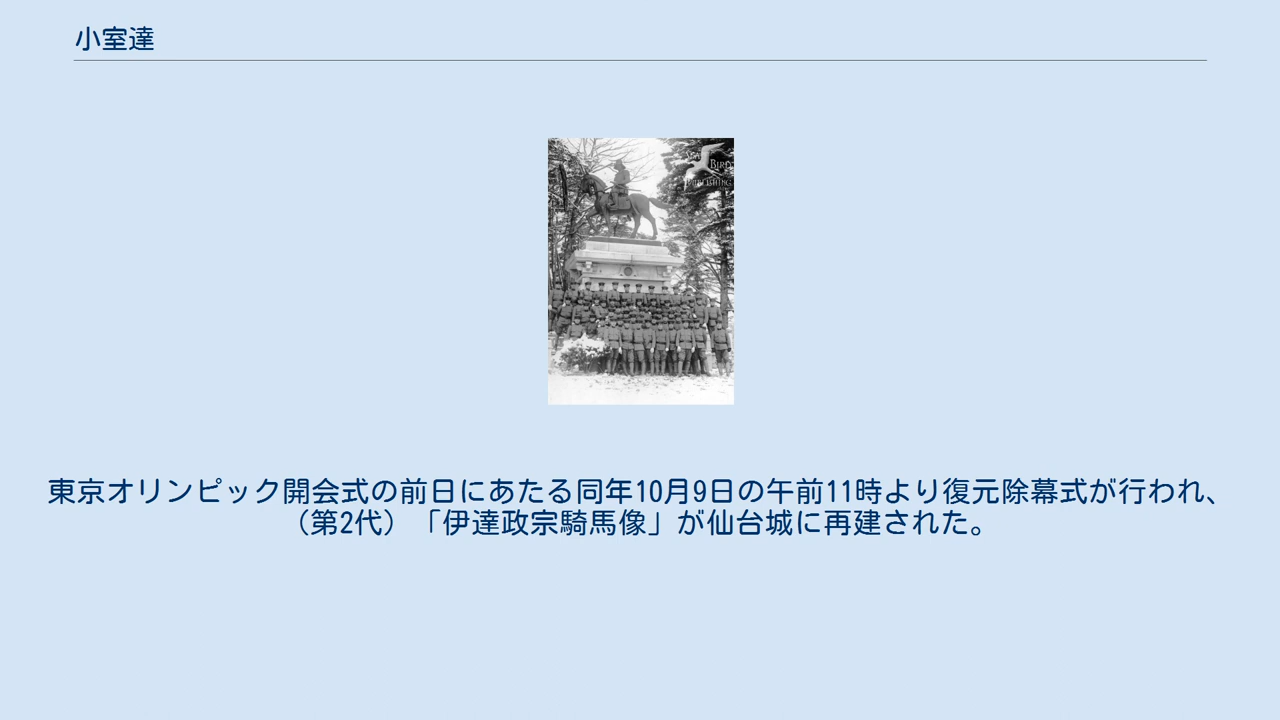 小室達
BIRD
PUBLISHING
東京オリンピック開会式の前日にあたる同年10月9日の午前11時より復元除幕式が行われ、
（第2代）「伊達政宗騎馬像」が仙台城に再建された。